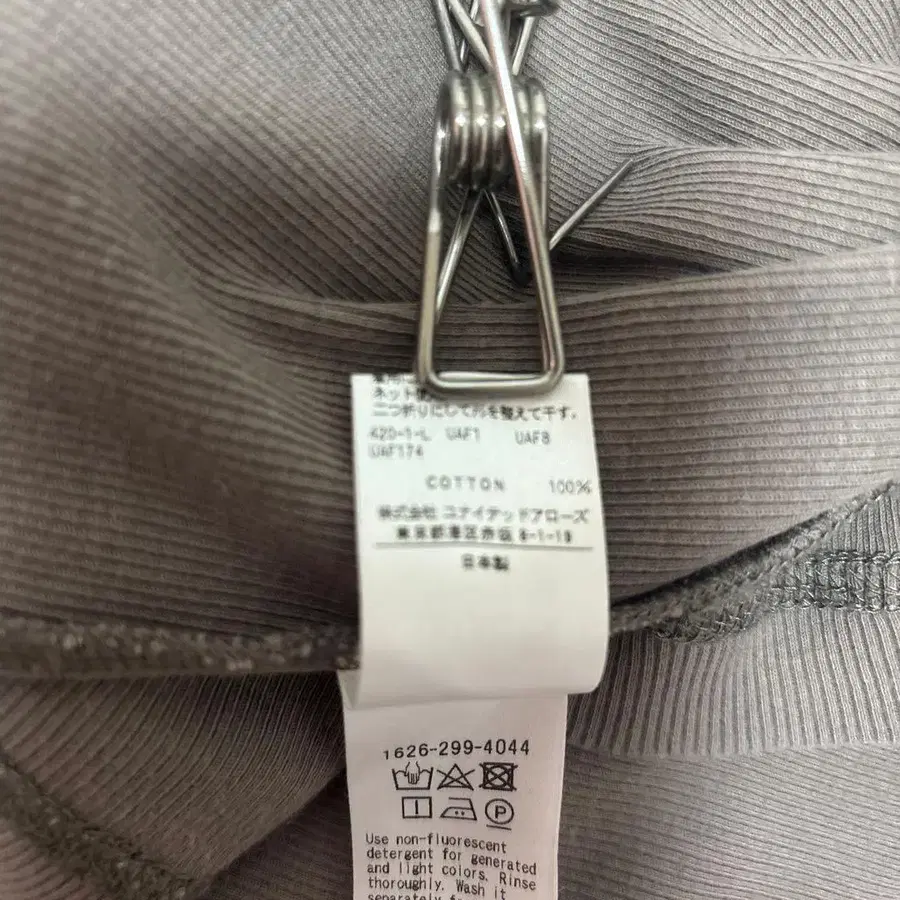 ネット使
二つ折りにして形を整えて干す。
420-1-L UAF1 UAF8
UAF174
COTTON 100%
株式会社 ユナイテッドアローズ
東京都港区赤坂 8-1-19
日本製
1626-299-4044
Use non-fluorescent
detergent for generated
and light colors. Rinse
thoroughly. Wash it
separately